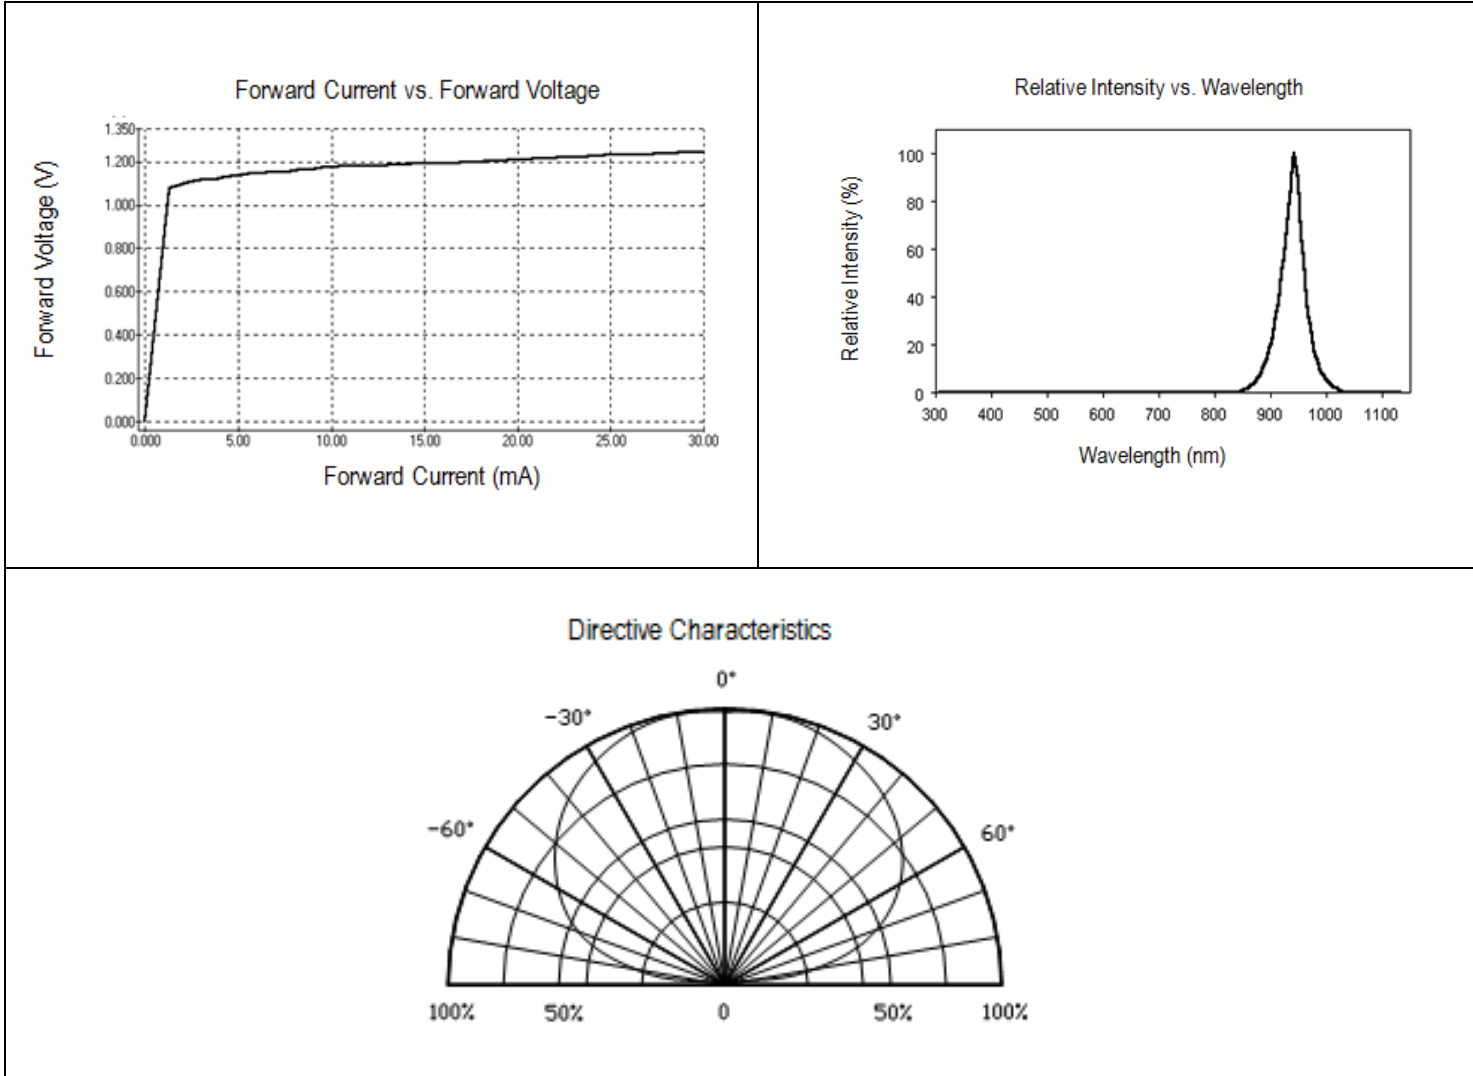 Forward Current vs. Forward Voltage
Forward Voltage (V)
1.350
1.200
1.000
0.800
0.600
0.400
0.200
0.000
0.000 5.00 10.00 15.00 20.00 25.00 30.00
Forward Current (mA)
Relative Intensity vs. Wavelength
Relative Intensity (%)
100
80
60
40
20
0
300 400 500 600 700 800 900 1000 1100
Wavelength (nm)
Directive Characteristics
0°
-30° 30°
-60° 60°
100% 50% 0 50% 100%